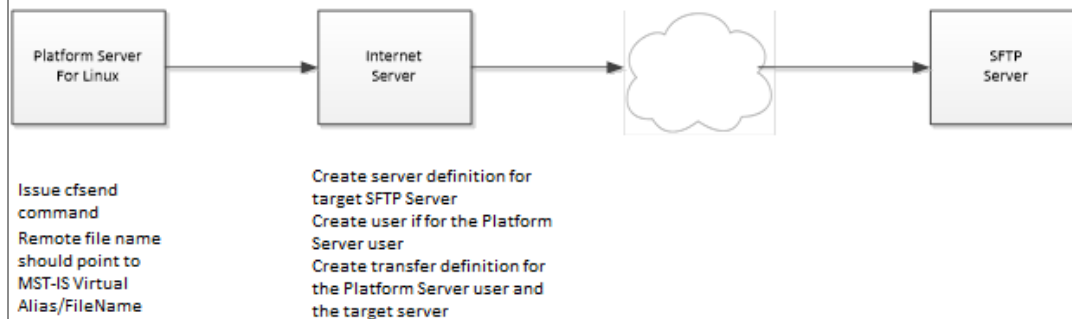 Platform Server
For Linux
Internet
Server
SFTP
Server
Issue cfsend
command
Remote file name
should point to
MST-IS Virtual
Alias/FileName
Create server definition for
target SFTP Server
Create user if for the Platform
Server user
Create transfer definition for
the Platform Server user and
the target server